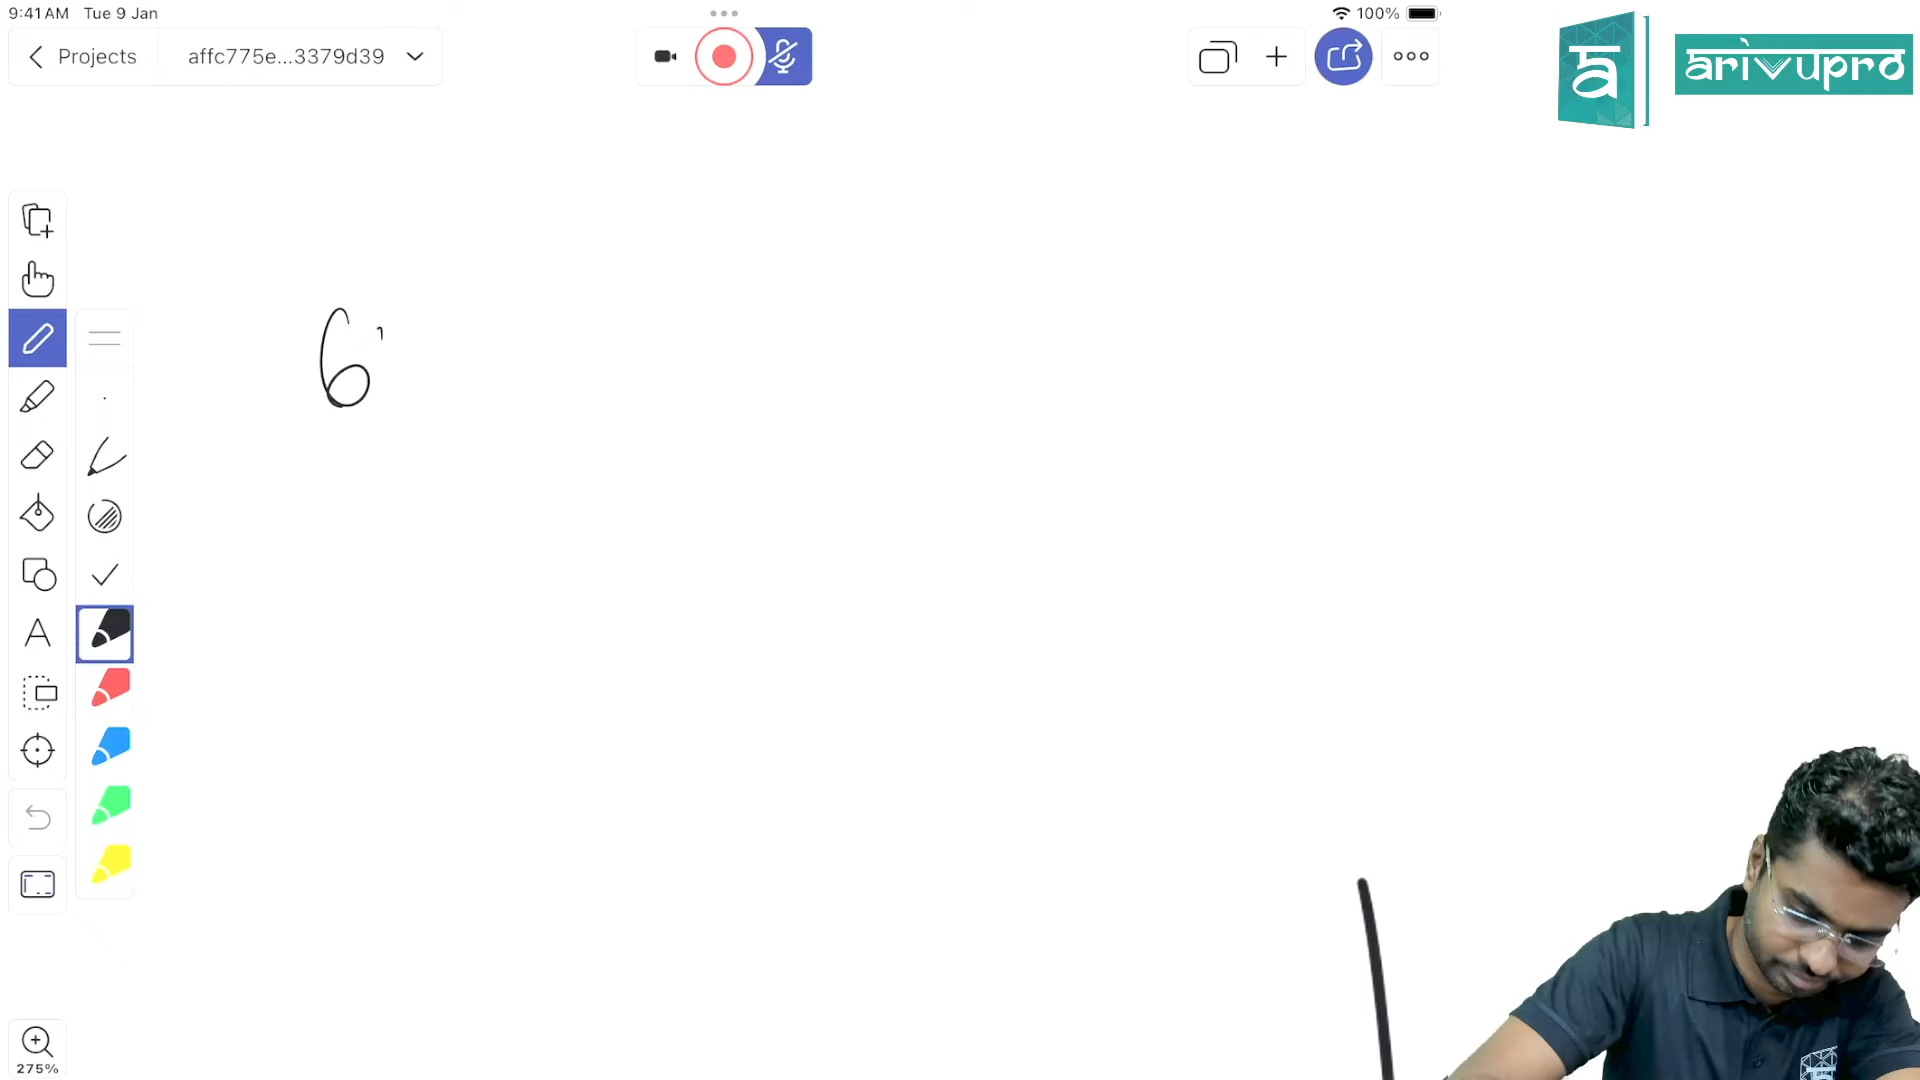 9:41 AM Tue 9 Jan
100%
Projects
affc775e...3379d39
ā
arivupro
6
A
275%